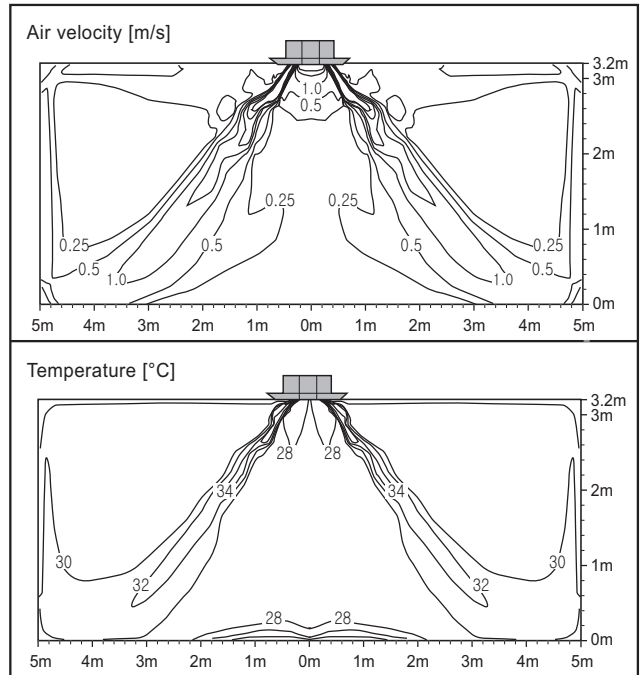 Air velocity [m/s]
3.2m
3m
1.0
0.5
2m
0.25 0.25
1m
0.25 0.5 0.5 0.25
0.5 1.0 1.0 0.5
0m
5m 4m 3m 2m 1m 0m 1m 2m 3m 4m 5m
Temperature [°C]
3.2m
3m
28 28
34 34 2m
30 30 1m
32 32
28 28
0m
5m 4m 3m 2m 1m 0m 1m 2m 3m 4m 5m